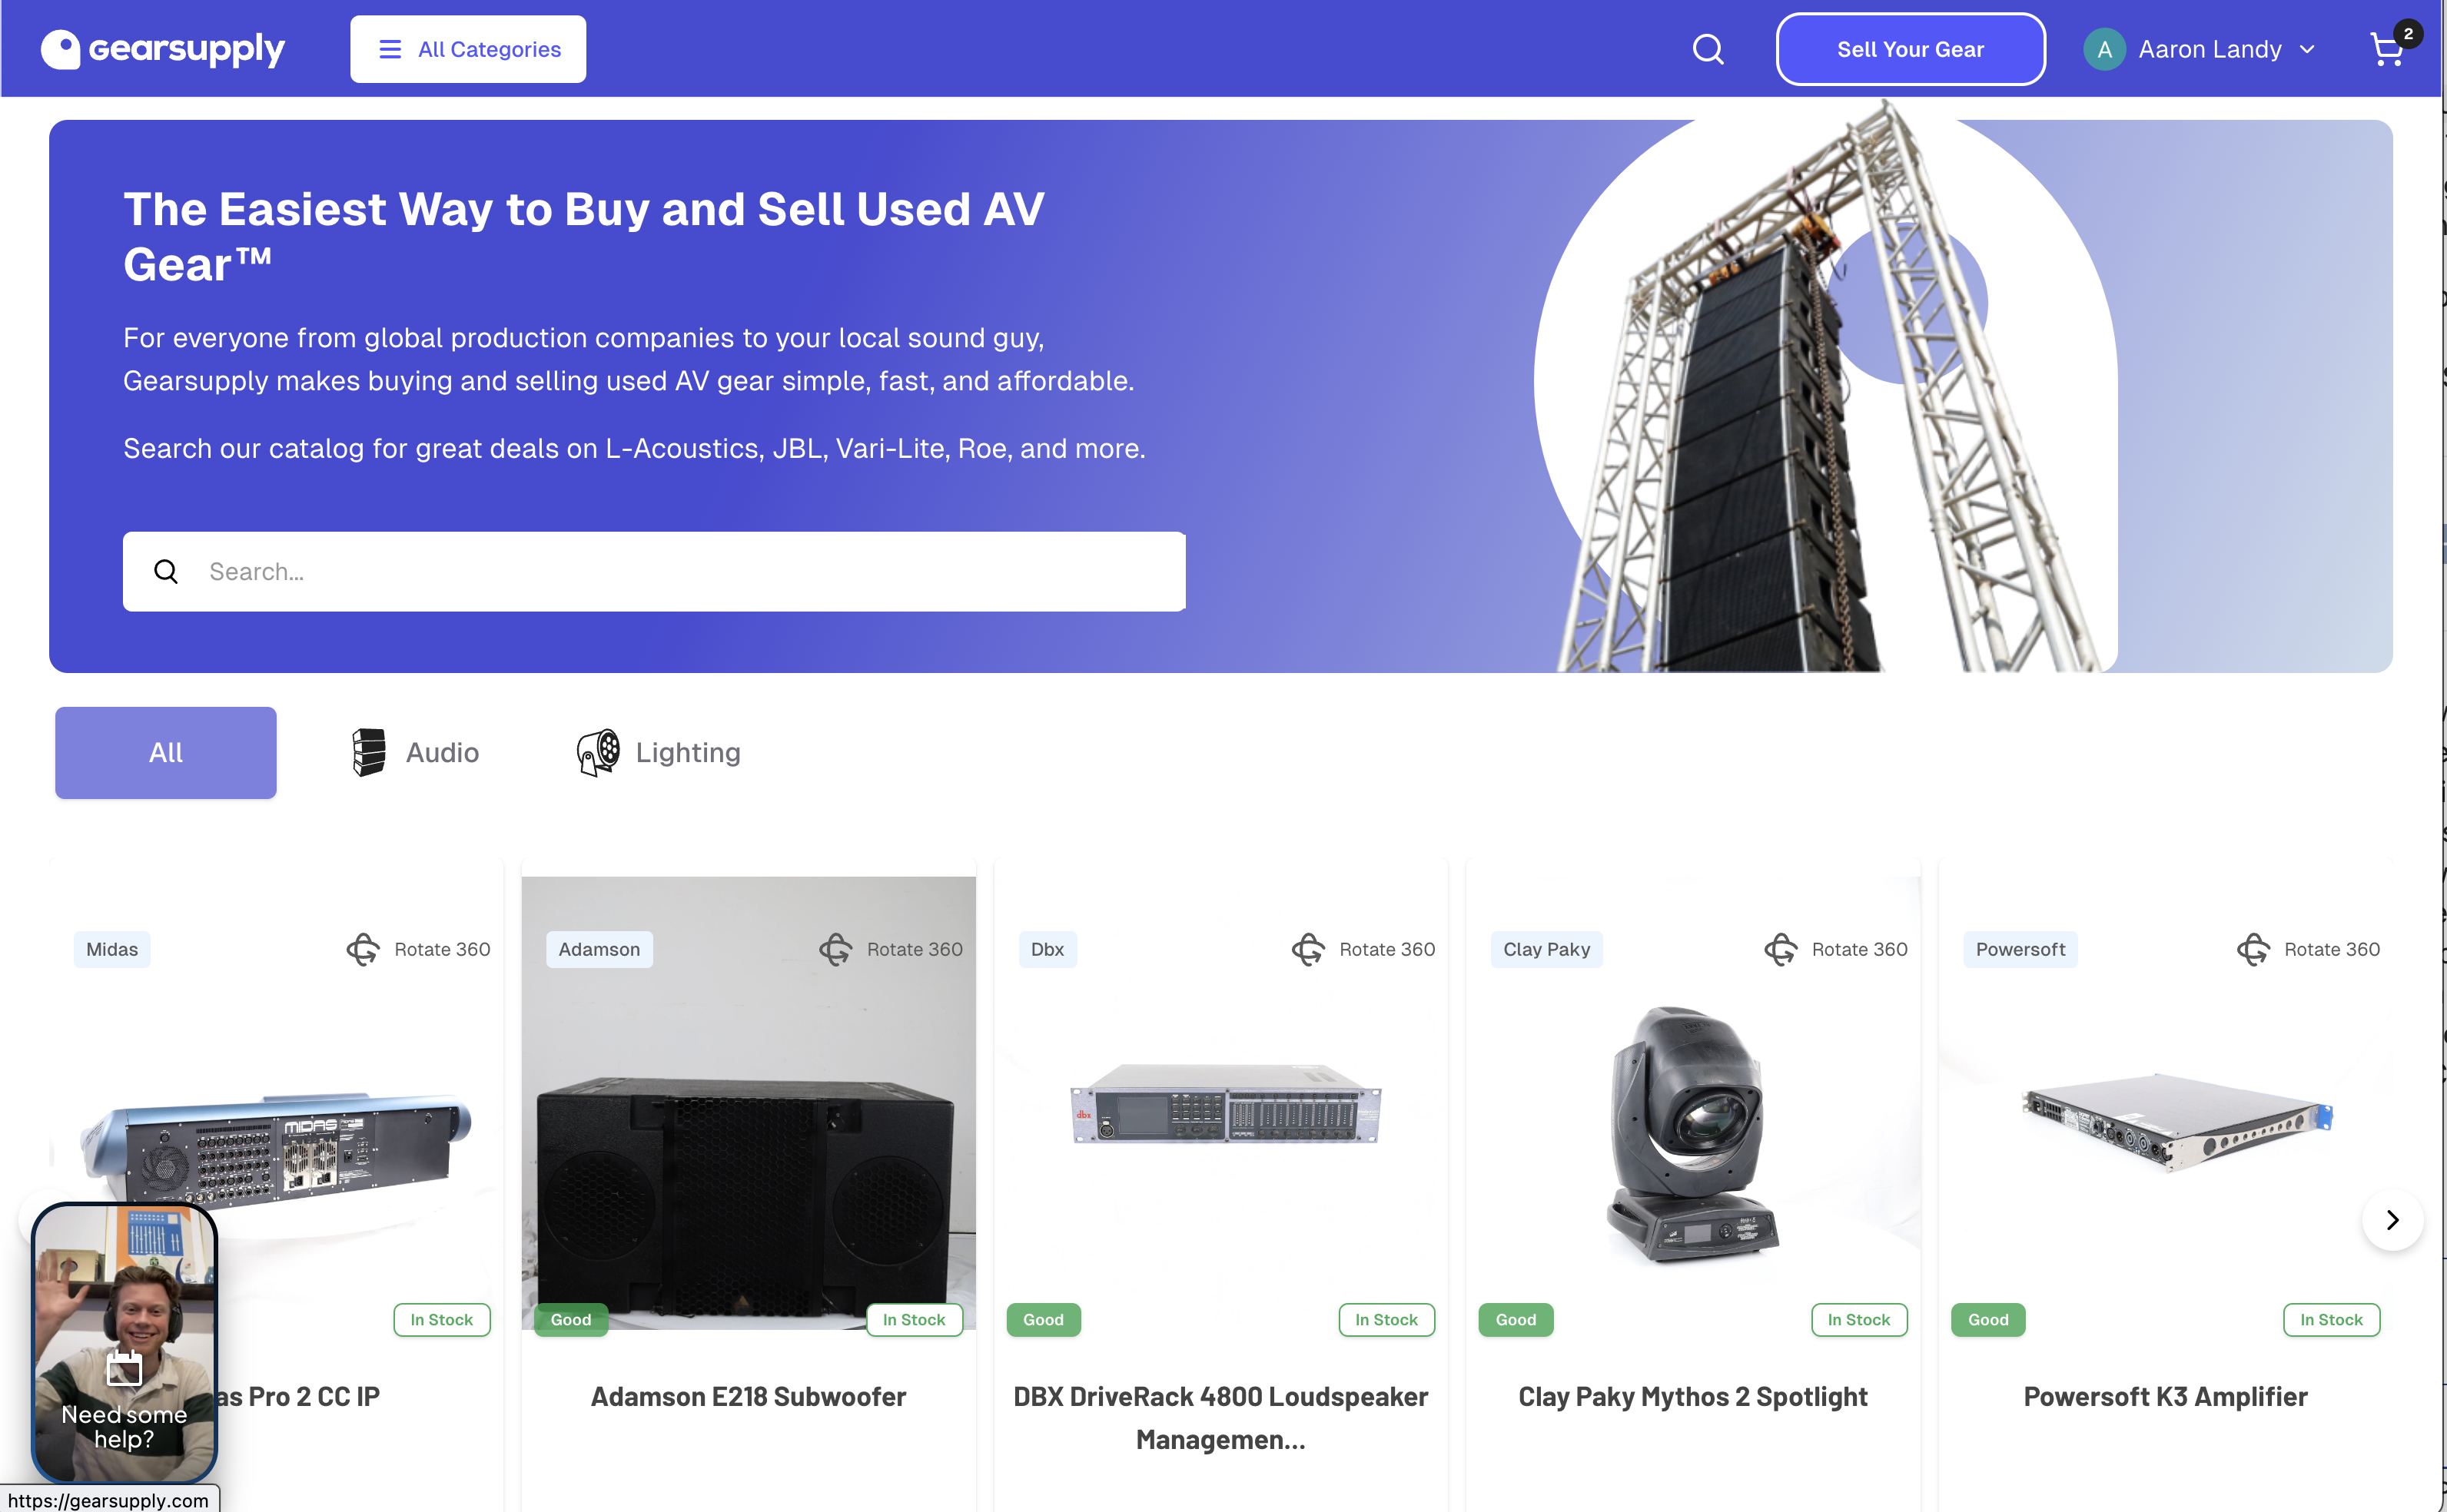 gearsupply
All Categories
Sell Your Gear
A
Aaron Landy
2
The Easiest Way to Buy and Sell Used AV
Gear™
For everyone from global production companies to your local sound guy,
Gearsupply makes buying and selling used AV gear simple, fast, and affordable.
Search our catalog for great deals on L-Acoustics, JBL, Vari-Lite, Roe, and more.
Search...
All
Audio
Lighting
Midas
Rotate 360
Adamson
Rotate 360
Dbx
Rotate 360
Clay Paky
Rotate 360
Powersoft
Rotate 360
MIDAS
dbx
In Stock
Good
In Stock
Good
In Stock
Good
In Stock
Good
In Stock
as Pro 2 CC IP
Adamson E218 Subwoofer
DBX DriveRack 4800 Loudspeaker
Managemen...
Clay Paky Mythos 2 Spotlight
Powersoft K3 Amplifier
Need some
help?
https://gearsupply.com